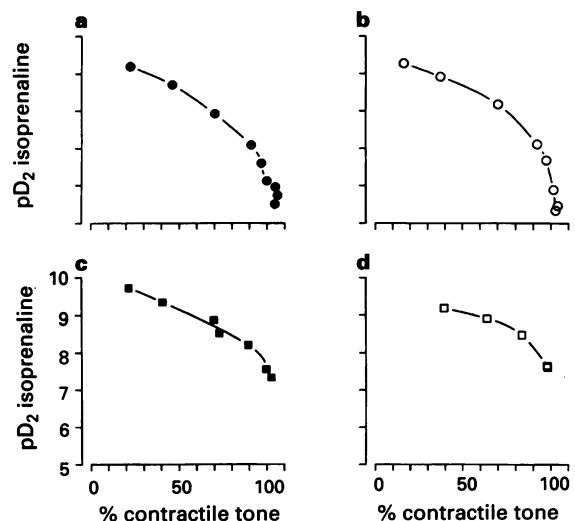 a
b
pD₂ isoprenaline
c
d
pD₂ isoprenaline
10
9
8
7
6
5
0 50 100
0 50 100
% contractile tone
% contractile tone